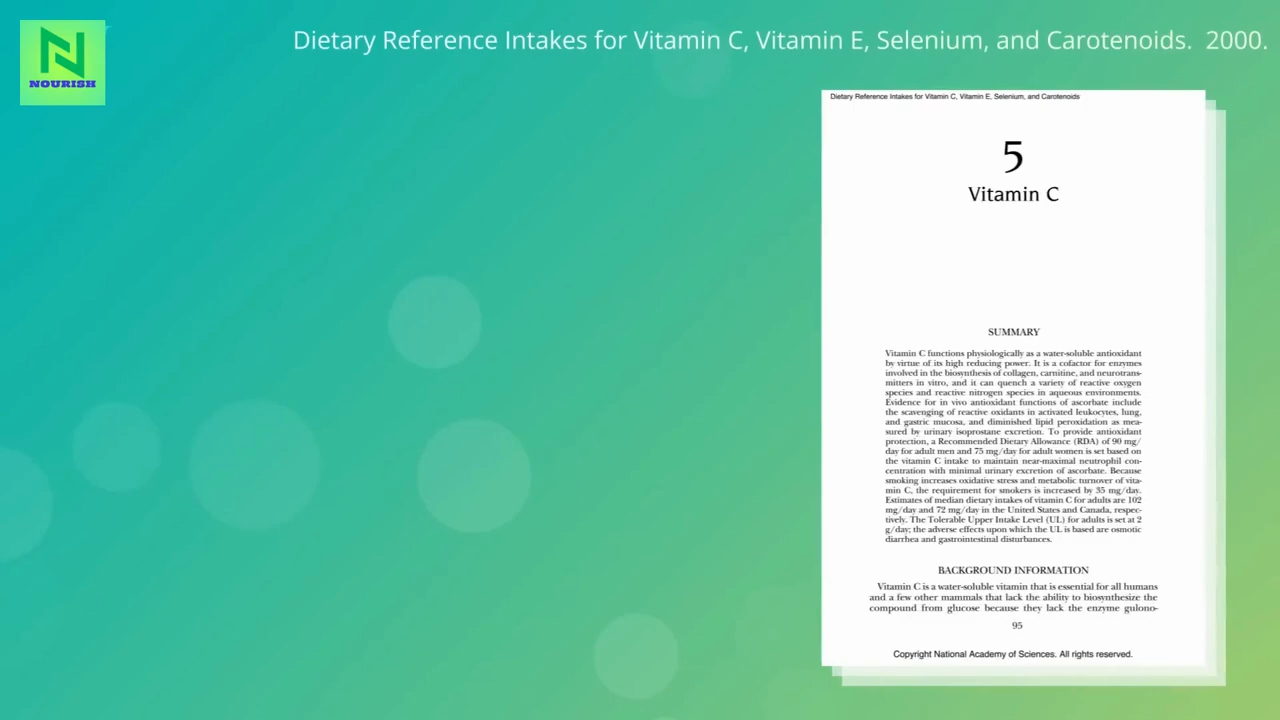 N
NOURISH
Dietary Reference Intakes for Vitamin C, Vitamin E, Selenium, and Carotenoids.  2000.
Dietary Reference Intakes for Vitamin C, Vitamin E, Selenium, and Carotenoids
5
Vitamin C
SUMMARY
Vitamin C functions physiologically as a water-soluble antioxidant
by virtue of its high reducing power. It is a cofactor for enzymes
involved in the biosynthesis of collagen, carnitine, and neurotrans-
mitters in vitro, and it can quench a variety of reactive oxygen
species and reactive nitrogen species in aqueous environments.
Evidence for in vivo antioxidant functions of ascorbate include
the scavenging of reactive oxidants in activated leukocytes, lung,
and gastric mucosa, and diminished lipid peroxidation as mea-
sured by urinary isoprostane excretion. To provide antioxidant
protection, a Recommended Dietary Allowance (RDA) of 90 mg/
day for adult men and 75 mg/day for adult women is set based on
the vitamin C intake to maintain near-maximal neutrophil con-
centration with minimal urinary excretion of ascorbate. Because
smoking increases oxidative stress and metabolic turnover of vita-
min C, the requirement for smokers is increased by 35 mg/day.
Estimates of median dietary intakes of vitamin C for adults are 102
mg/day and 72 mg/day in the United States and Canada, respec-
tively. The Tolerable Upper Intake Level (UL) for adults is set at 2
g/day; the adverse effects upon which the UL is based are osmotic
diarrhea and gastrointestinal disturbances.
BACKGROUND INFORMATION
Vitamin C is a water-soluble vitamin that is essential for all humans
and a few other mammals that lack the ability to biosynthesize the
compound from glucose because they lack the enzyme gulono-
95
Copyright National Academy of Sciences. All rights reserved.